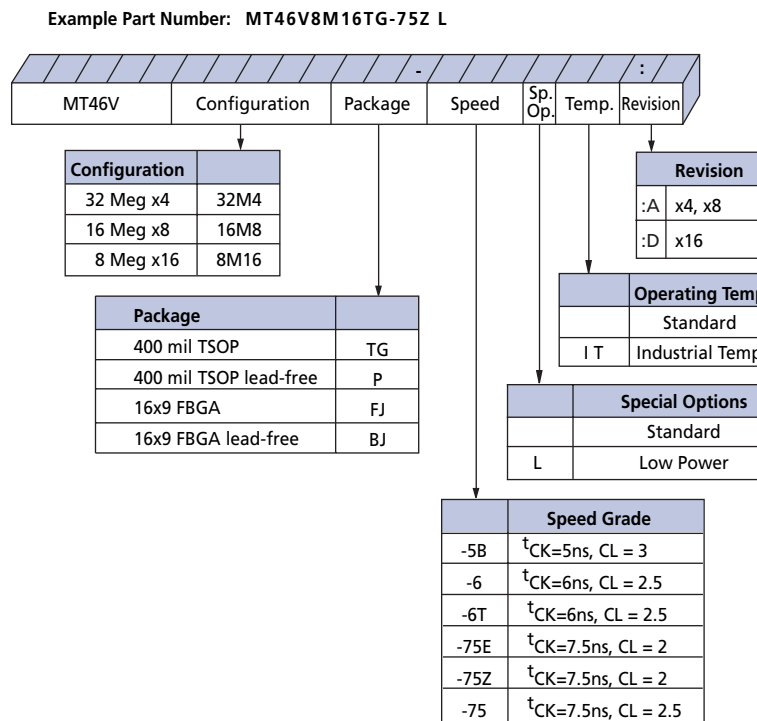 Example Part Number: MT46V8M16TG-75Z L
- :
MT46V Configuration Package Speed Sp. Op. Temp. Revision
Configuration
32 Meg x4 32M4
16 Meg x8 16M8
8 Meg x16 8M16
Package
400 mil TSOP TG
400 mil TSOP lead-free P
16x9 FBGA FJ
16x9 FBGA lead-free BJ
Revision
:A x4, x8
:D x16
Operating Temp
Standard
I T Industrial Temp
Special Options
Standard
L Low Power
Speed Grade
-5B tCK=5ns, CL = 3
-6 tCK=6ns, CL = 2.5
-6T tCK=6ns, CL = 2.5
-75E tCK=7.5ns, CL = 2
-75Z tCK=7.5ns, CL = 2
-75 tCK=7.5ns, CL = 2.5